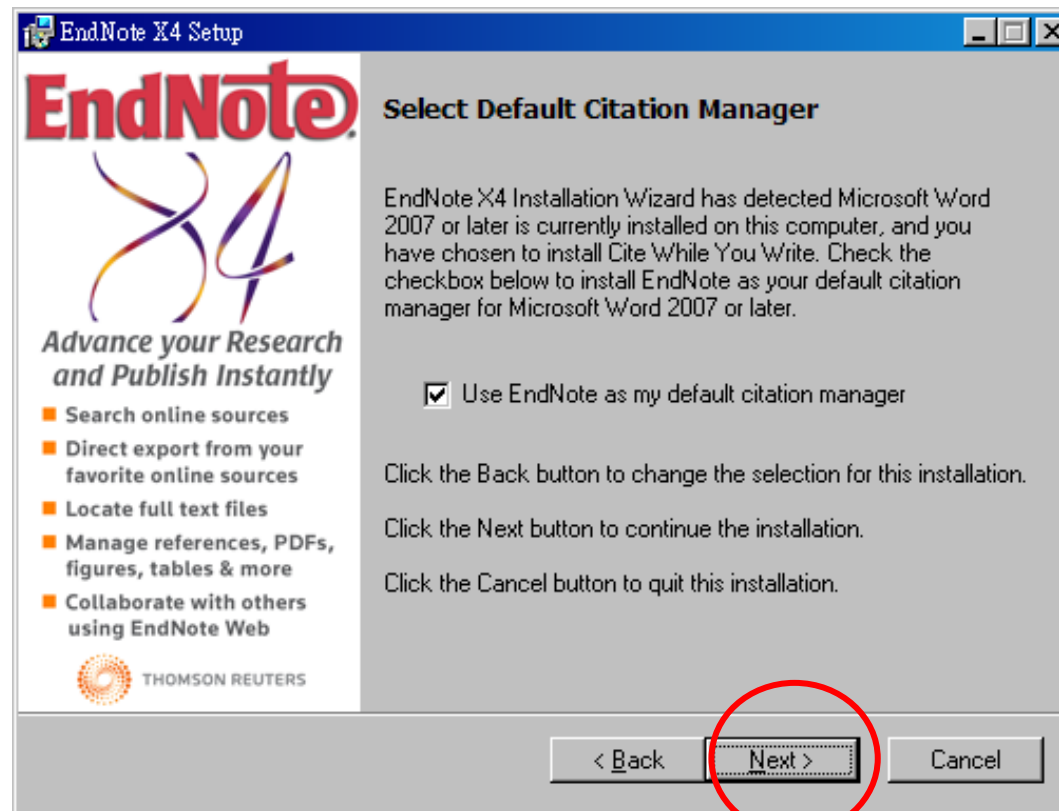 EndNote X4 Setup
EndNote
X4
Advance your Research
and Publish Instantly
Search online sources
Direct export from your
favorite online sources
Locate full text files
Manage references, PDFs,
figures, tables & more
Collaborate with others
using EndNote Web
THOMSON REUTERS
Select Default Citation Manager
EndNote X4 Installation Wizard has detected Microsoft Word
2007 or later is currently installed on this computer, and you
have chosen to install Cite While You Write. Check the
checkbox below to install EndNote as your default citation
manager for Microsoft Word 2007 or later.
Use EndNote as my default citation manager
Click the Back button to change the selection for this installation.
Click the Next button to continue the installation.
Click the Cancel button to quit this installation.
< Back
Next >
Cancel